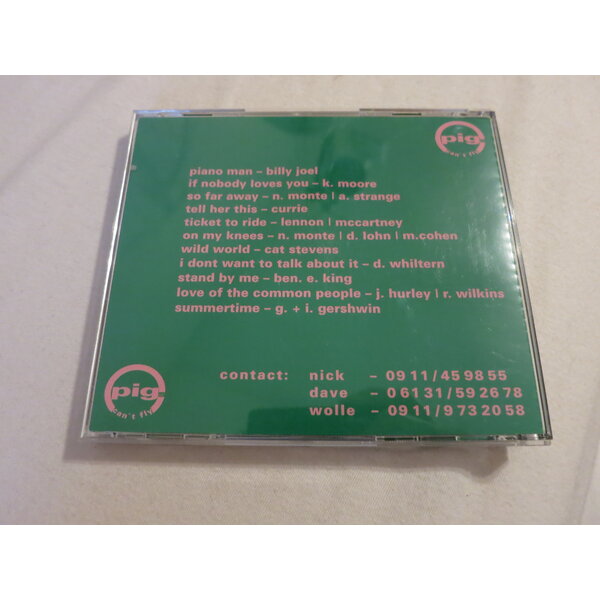 pig
can't fly
piano man – billy joel
if nobody loves you – k. moore
so far away – n. monte | a. strange
tell her this – currie
ticket to ride – lennon | mccartney
on my knees – n. monte | d. lohn | m.cohen
wild world – cat stevens
i dont want to talk about it – d. whiltern
stand by me – ben. e. king
love of the common people – j. hurley | r. wilkins
summertime – g. + i. gershwin
contact: nick – 09 11 / 45 98 55
dave – 0 61 31 / 59 26 78
wolle – 09 11 / 9 73 20 58
pig
can't fly